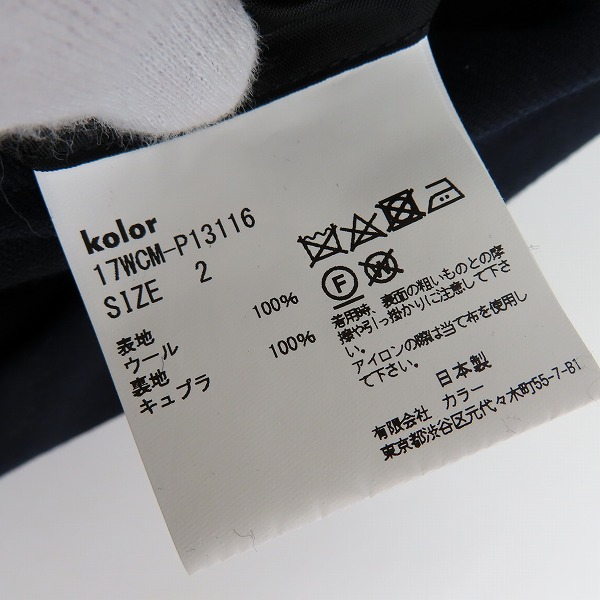 kolor
17WCM-P13116
SIZE 2
表地
ウール 100%
裏地
キュプラ 100%
F W
着用時、表面の粗いものとの摩
擦や引っ掛かりに注意して下さ
い。
アイロンの際は当て布を使用し
て下さい。
日本製
有限会社 カラー
東京都渋谷区元代々木町55-7-B1